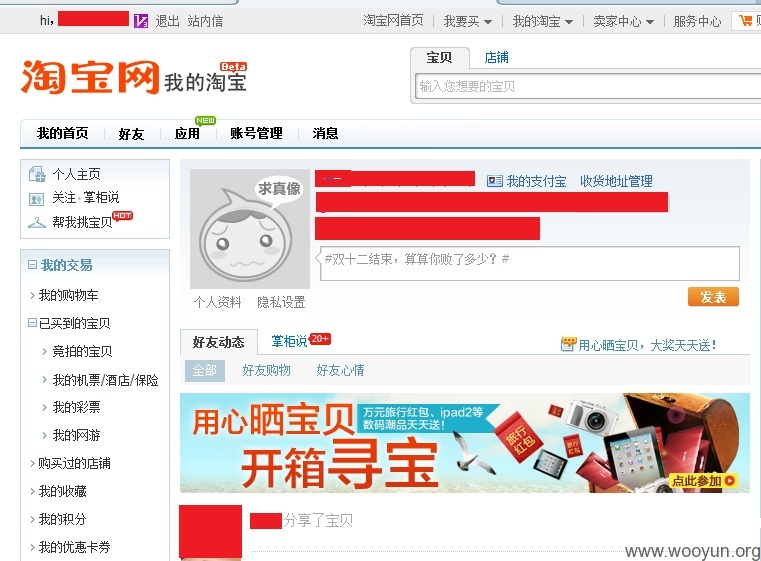 hi, 退出 站内信 淘宝网首页 我要买 我的淘宝 卖家中心 服务中心
淘宝网 我的淘宝 Beta
宝贝 店铺
输入您想要的宝贝
我的首页 好友 应用 NEW 账号管理 消息
个人主页
关注·掌柜说
帮我挑宝贝 HOT
我的交易
我的购物车
已买到的宝贝
竞拍的宝贝
我的机票/酒店/保险
我的彩票
我的网游
购买过的店铺
我的收藏
我的积分
我的优惠卡券
求真像
我的支付宝 收货地址管理
#双十二结束，算算你败了多少？#
个人资料 隐私设置
发表
好友动态 掌柜说 20+ 用心晒宝贝，大奖天天送！
全部 好友购物 好友心情
用心晒宝贝
万元旅行红包、ipad2等
数码潮品天天送！
开箱寻宝
旅行
红包
点此参加
分享了宝贝
www.wooyun.org